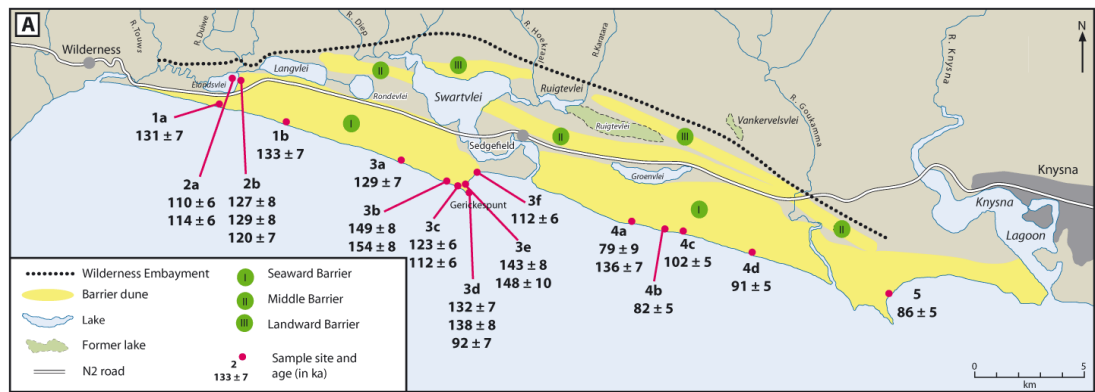 A
Wilderness
R.Touws
R.Duiwe
R. Diep
R. Hoekraal
R.Karatara
R. Goukamma
R. Knysna
N
Elandsvlei
Langvlei
Rondevlei
Swartvlei
Ruigtevlei
Ruigtevlei
Vankervelsvlei
Sedgefield
Groenvlei
Gerickespunt
Knysna
Knysna
Lagoon
I
II
III
II
III
I
II
1a
131 ± 7
1b
133 ± 7
2a
110 ± 6
114 ± 6
2b
127 ± 8
129 ± 8
120 ± 7
3a
129 ± 7
3b
149 ± 8
154 ± 8
3c
123 ± 6
112 ± 6
3d
132 ± 7
138 ± 8
92 ± 7
3e
143 ± 8
148 ± 10
3f
112 ± 6
4a
79 ± 9
136 ± 7
4b
82 ± 5
4c
102 ± 5
4d
91 ± 5
5
86 ± 5
Wilderness Embayment
Barrier dune
Lake
Former lake
N2 road
I Seaward Barrier
II Middle Barrier
III Landward Barrier
2
133 ± 7
Sample site and
age (in ka)
0 5
km